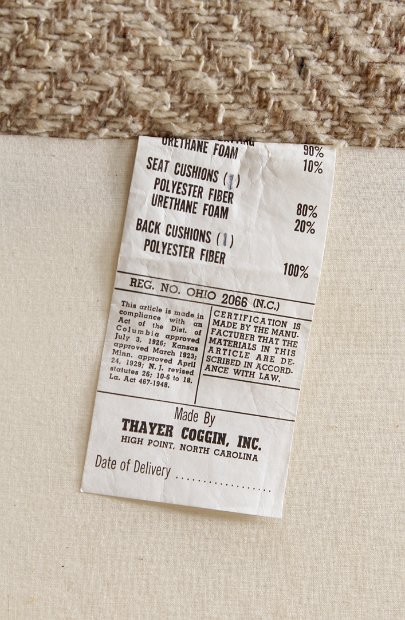 URETHANE FOAM 90%
10%
SEAT CUSHIONS (1)
POLYESTER FIBER 80%
URETHANE FOAM 20%
BACK CUSHIONS (1)
POLYESTER FIBER 100%
REG. NO. OHIO 2066 (N.C.)
This article is made in
compliance with an
Act of the Dist. of
Columbia approved
July 3, 1926; Kansas
approved March 1923;
Minn. approved April
24, 1929; N. J. revised
statutes 26; 10-6 to 18.
La. Act 467-1948.
CERTIFICATION IS
MADE BY THE MANU-
FACTURER THAT THE
MATERIALS IN THIS
ARTICLE ARE DE-
SCRIBED IN ACCORD-
ANCE WITH LAW.
Made By
THAYER COGGIN, INC.
HIGH POINT, NORTH CAROLINA
Date of Delivery ....................